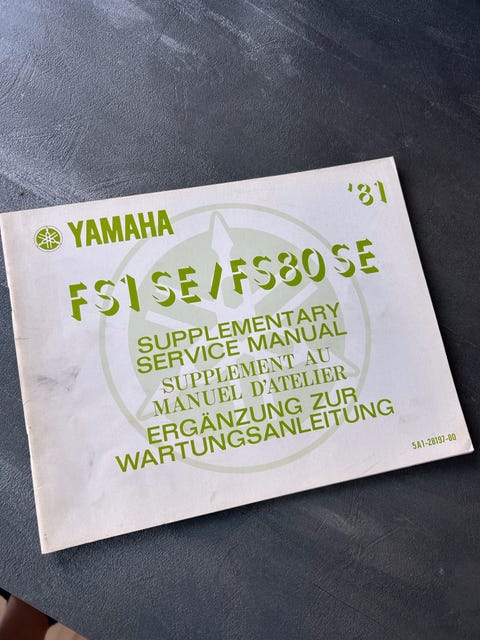 '81
YAMAHA
FS1SE/FS80SE
SUPPLEMENTARY
SERVICE MANUAL
SUPPLEMENT AU
MANUEL D'ATELIER
ERGÄNZUNG ZUR
WARTUNGSANLEITUNG
5A1-28197-80